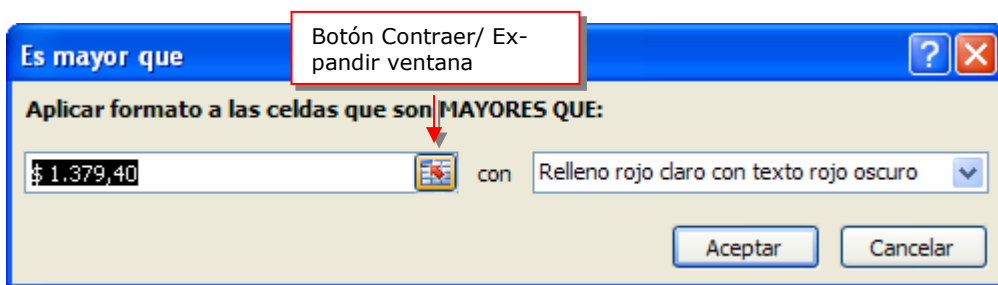 Botón Contraer/ Ex-
pandir ventana
Es mayor que
?
Aplicar formato a las celdas que son MAYORES QUE:
$ 1.379,40
con
Relleno rojo claro con texto rojo oscuro
Aceptar
Cancelar